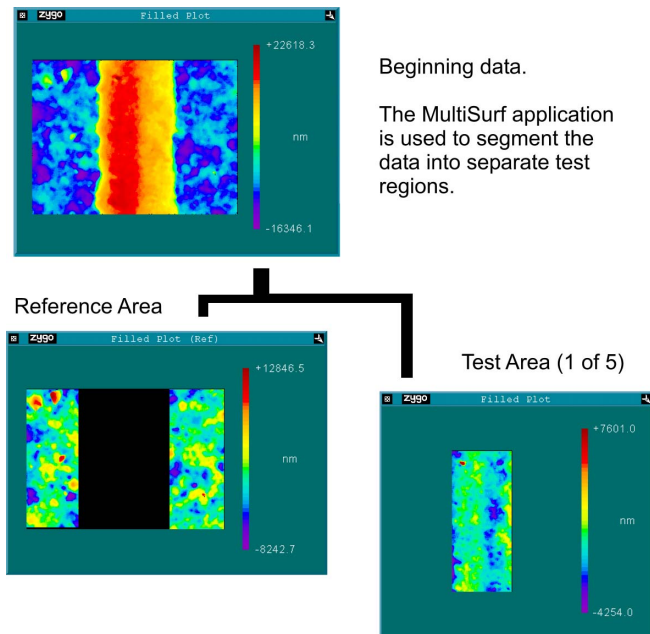 zygo Filled Plot
+22618.3
nm
-16346.1
Beginning data.
The MultiSurf application
is used to segment the
data into separate test
regions.
Reference Area
zygo Filled Plot (Ref)
+12846.5
nm
-8242.7
Test Area (1 of 5)
zygo Filled Plot
+7601.0
nm
-4254.0